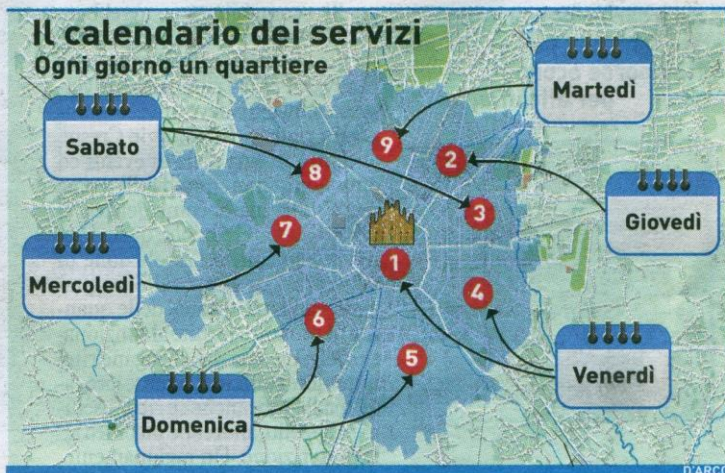 Il calendario dei servizi
Ogni giorno un quartiere
Martedì
Sabato
9
2
8
3
Giovedì
7
Mercoledì
1
4
6
5
Venerdì
Domenica
D'ARCO